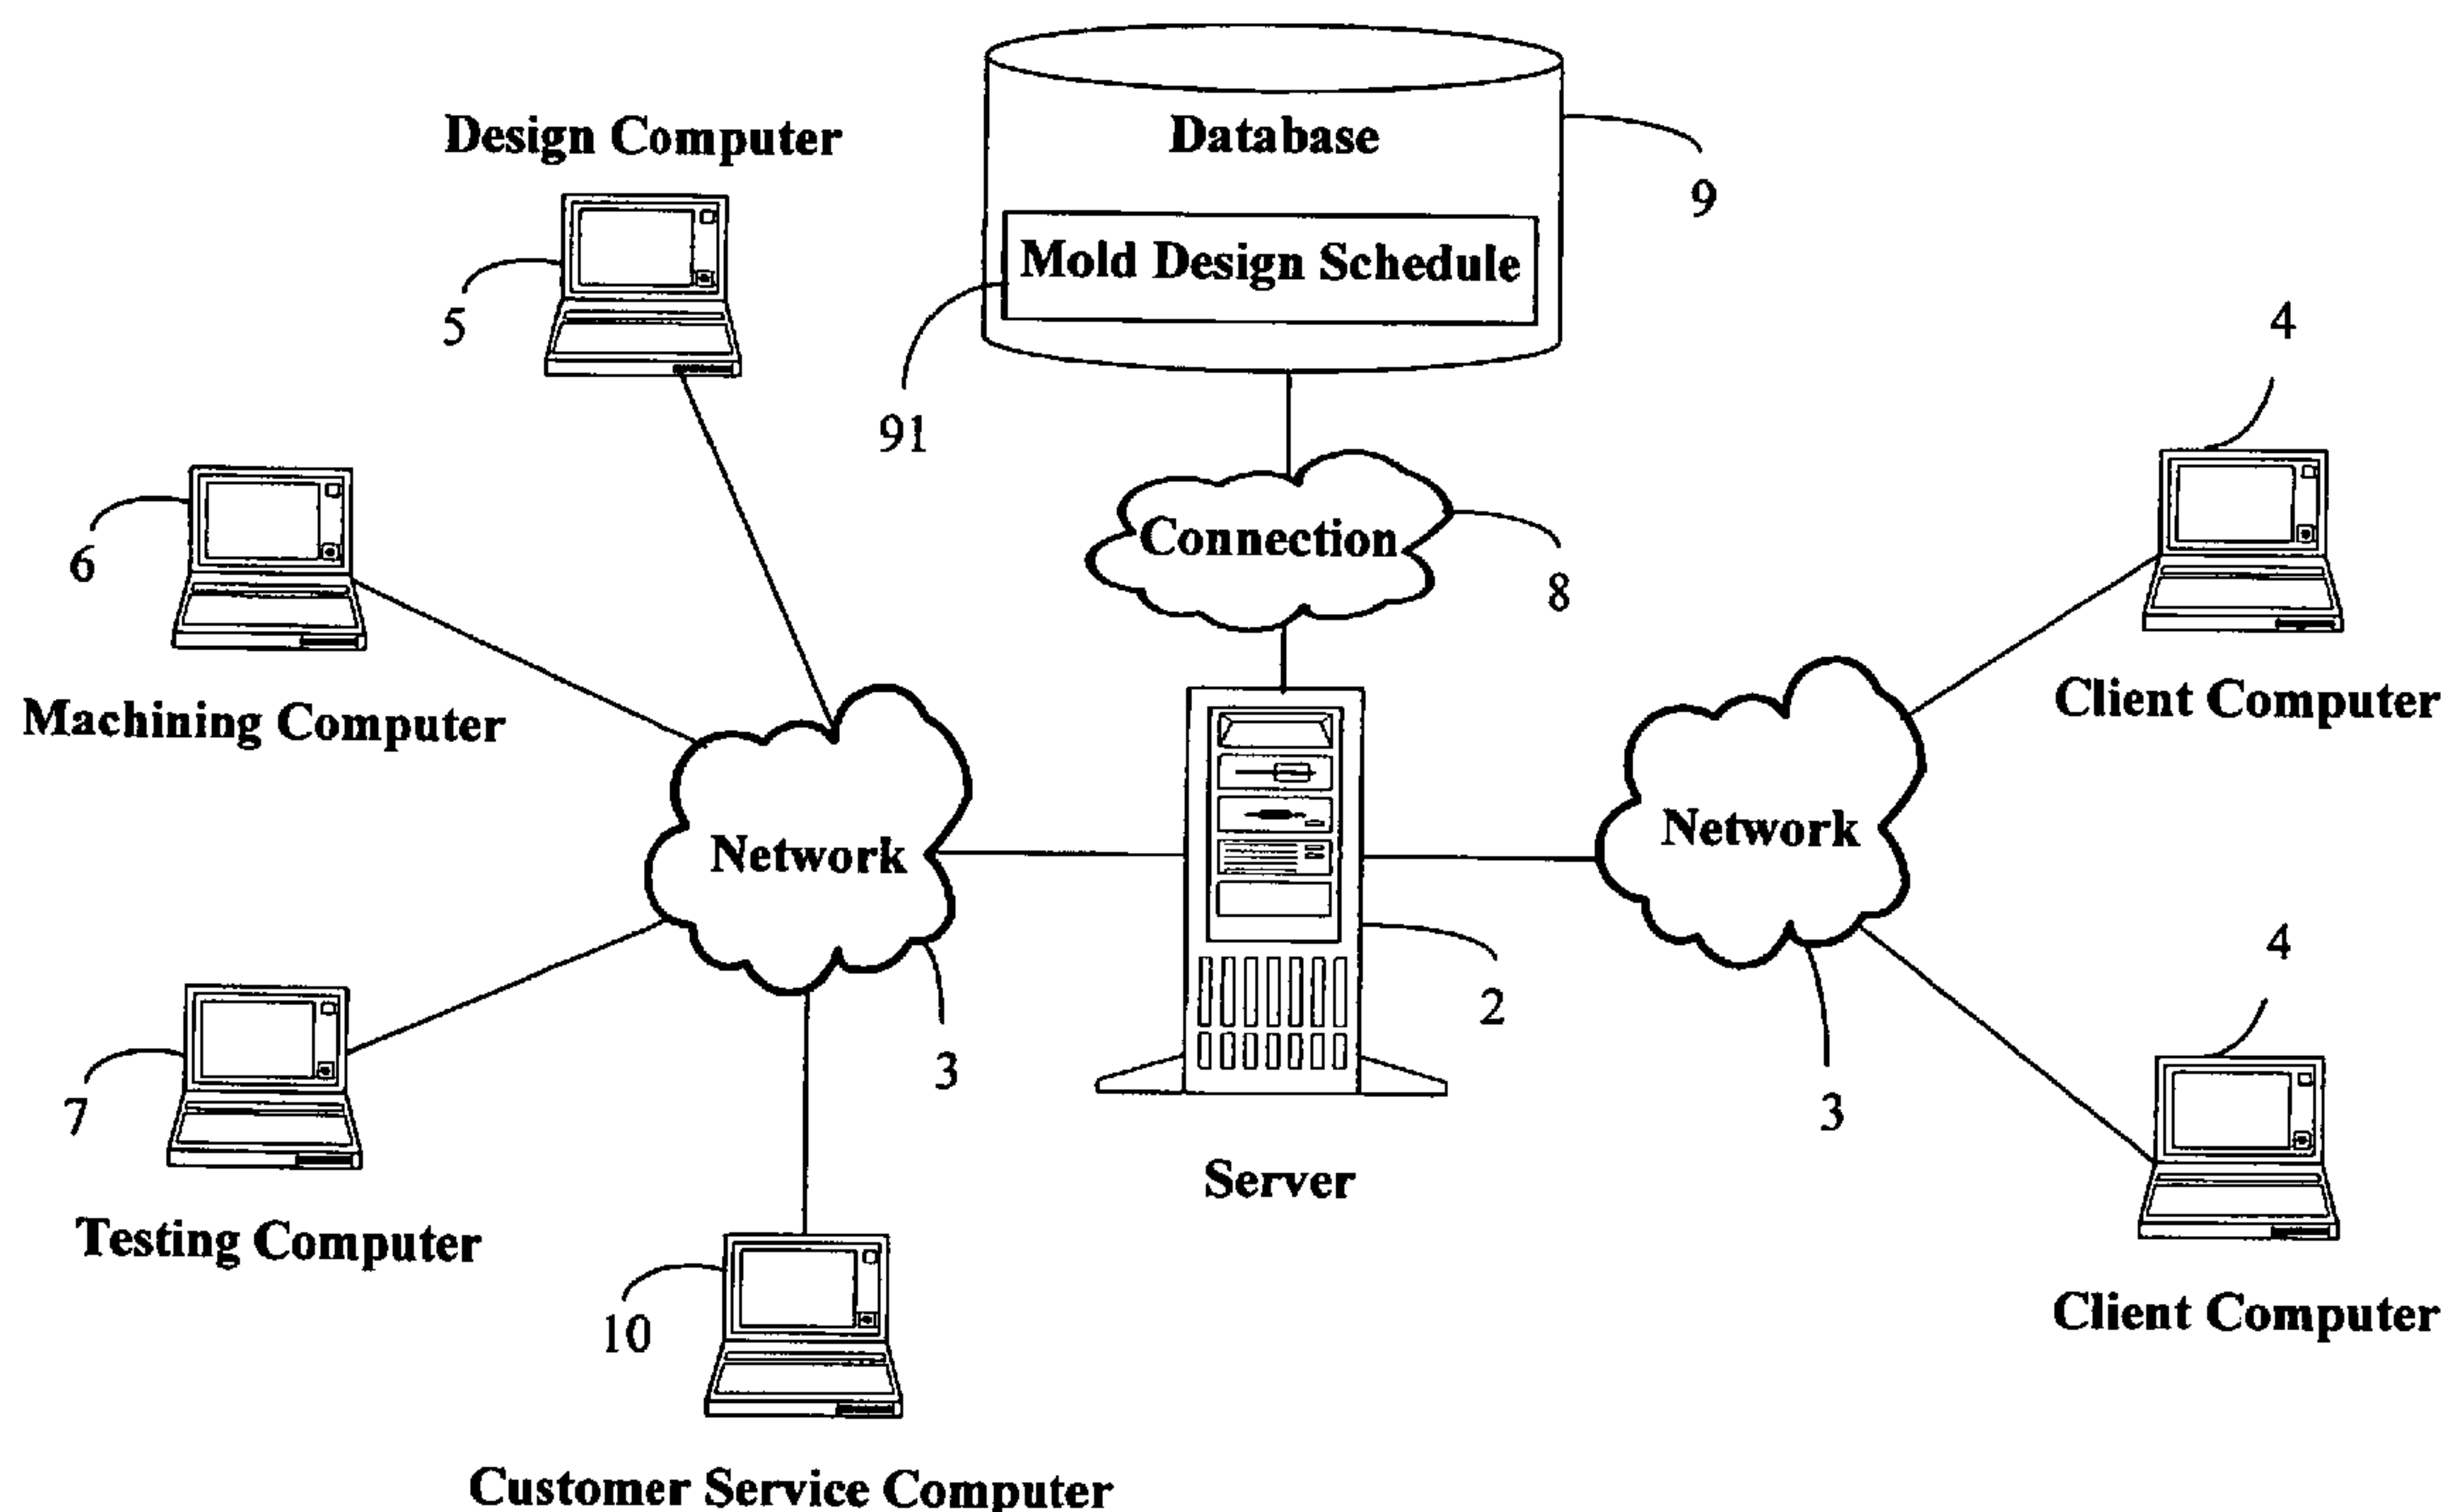 Database
Design Computer
9
Mold Design Schedule
5
4
91
Connection
6
8
Client Computer
Machining Computer
Network
Network
4
2
3
7
3
Server
Testing Computer
10
Client Computer
Customer Service Computer